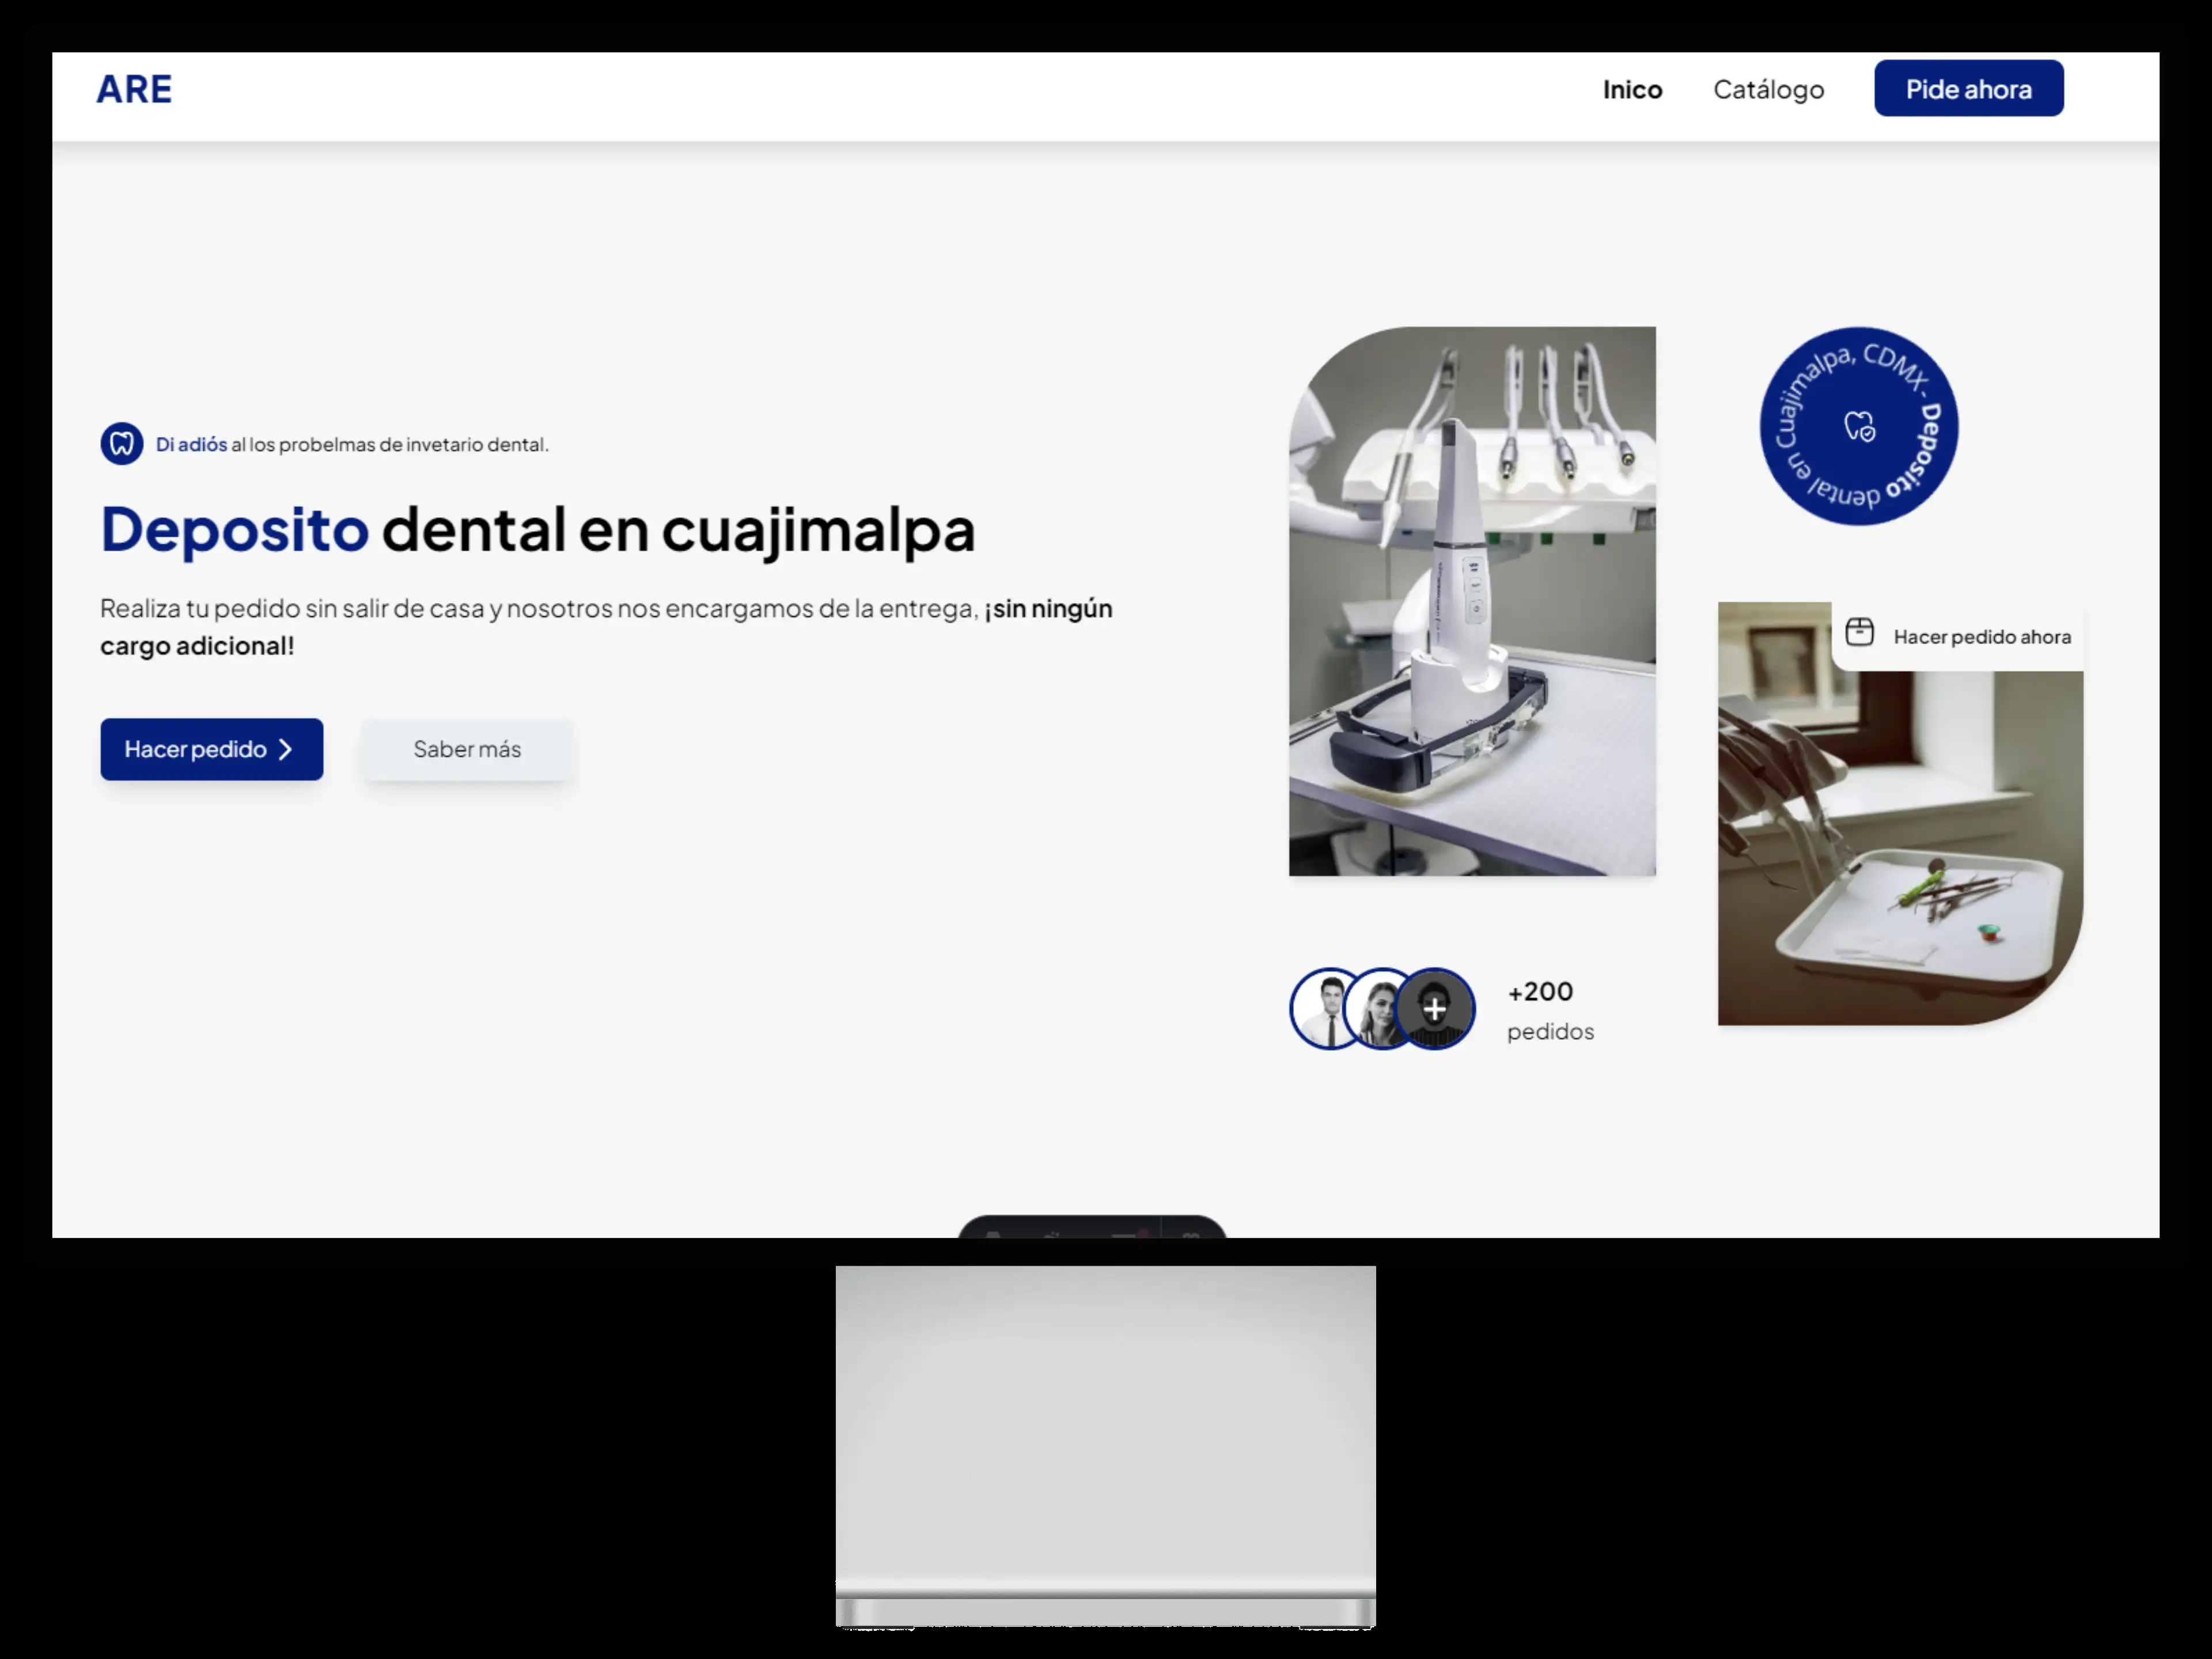 ARE
Inico
Catálogo
Pide ahora
Di adiós al los probelmas de invetario dental.
Deposito dental en cuajimalpa
Realiza tu pedido sin salir de casa y nosotros nos encargamos de la entrega, ¡sin ningún
cargo adicional!
Hacer pedido
Saber más
Deposito dental en Cuajimalpa, CDMX-
Hacer pedido ahora
+200
pedidos